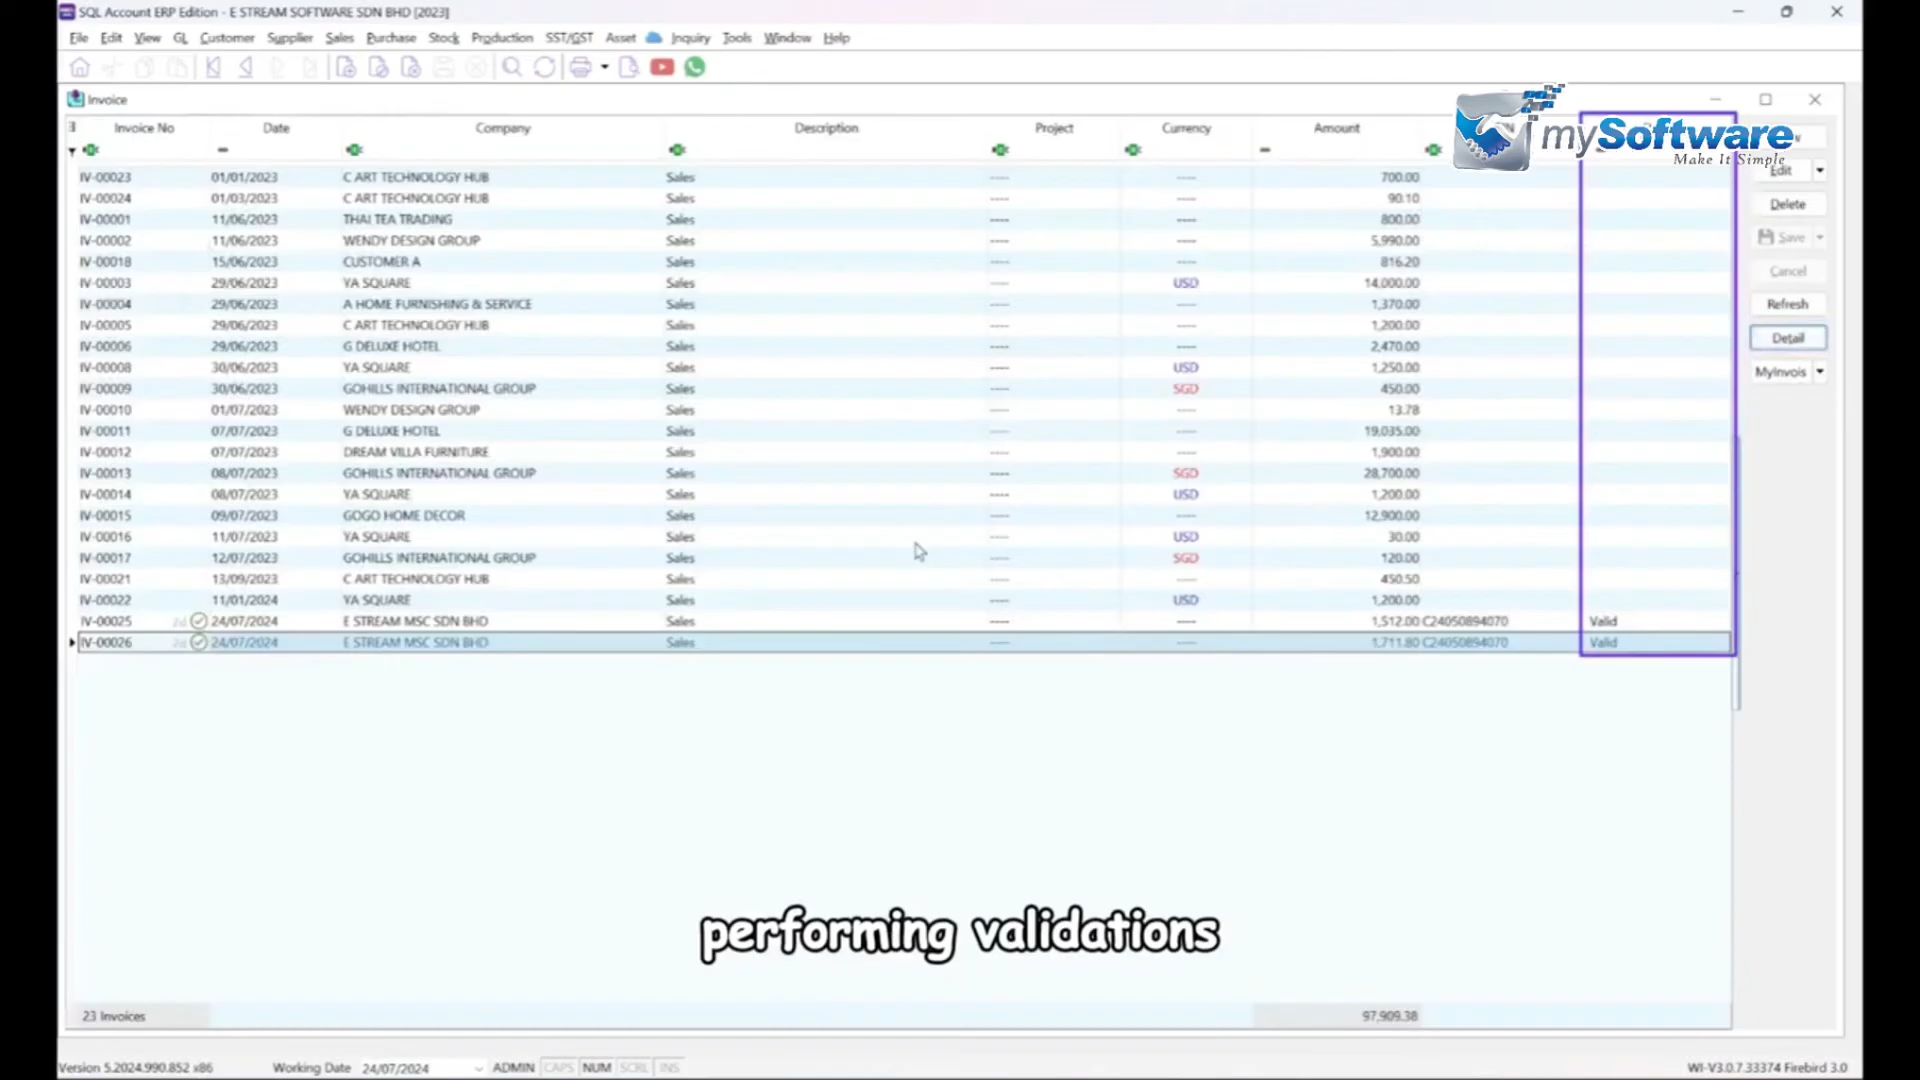 SQL Account ERP Edition - E STREAM SOFTWARE SDN BHD [2023]
File Edit View GL Customer Supplier Sales Purchase Stock Production SST/GST Asset Inquiry Tools Window Help
Invoice
mySoftware
Make It Simple
Invoice No Date Company Description Project Currency Amount
IV-00023 01/01/2023 C ART TECHNOLOGY HUB Sales ---- ---- 700.00
IV-00024 01/03/2023 C ART TECHNOLOGY HUB Sales ---- ---- 90.10
IV-00001 11/06/2023 THAI TEA TRADING Sales ---- ---- 800.00
IV-00002 11/06/2023 WENDY DESIGN GROUP Sales ---- ---- 5,990.00
IV-00018 15/06/2023 CUSTOMER A Sales ---- ---- 816.20
IV-00003 29/06/2023 YA SQUARE Sales ---- USD 14,000.00
IV-00004 29/06/2023 A HOME FURNISHING & SERVICE Sales ---- ---- 1,370.00
IV-00005 29/06/2023 C ART TECHNOLOGY HUB Sales ---- ---- 1,200.00
IV-00006 29/06/2023 G DELUXE HOTEL Sales ---- ---- 2,470.00
IV-00008 30/06/2023 YA SQUARE Sales ---- USD 1,250.00
IV-00009 30/06/2023 GOHILLS INTERNATIONAL GROUP Sales ---- SGD 450.00
IV-00010 01/07/2023 WENDY DESIGN GROUP Sales ---- ---- 13.78
IV-00011 07/07/2023 G DELUXE HOTEL Sales ---- ---- 19,035.00
IV-00012 07/07/2023 DREAM VILLA FURNITURE Sales ---- ---- 1,900.00
IV-00013 08/07/2023 GOHILLS INTERNATIONAL GROUP Sales ---- SGD 28,700.00
IV-00014 08/07/2023 YA SQUARE Sales ---- USD 1,200.00
IV-00015 09/07/2023 GOGO HOME DECOR Sales ---- ---- 12,900.00
IV-00016 11/07/2023 YA SQUARE Sales ---- USD 30.00
IV-00017 12/07/2023 GOHILLS INTERNATIONAL GROUP Sales ---- SGD 120.00
IV-00021 13/09/2023 C ART TECHNOLOGY HUB Sales ---- ---- 450.50
IV-00022 11/01/2024 YA SQUARE Sales ---- USD 1,200.00
IV-00025 2d 24/07/2024 E STREAM MSC SDN BHD Sales ---- ---- 1,512.00 C24050894070 Valid
IV-00026 2d 24/07/2024 E STREAM MSC SDN BHD Sales ---- ---- 1,711.80 C24050894070 Valid
Edit
Delete
Save
Cancel
Refresh
Detail
MyInvois
performing validations
23 Invoices 97,909.38
Version 5.2024.990.852 x86 Working Date 24/07/2024 ADMIN CAPS NUM SCRL INS WI-V3.0.7.33374 Firebird 3.0